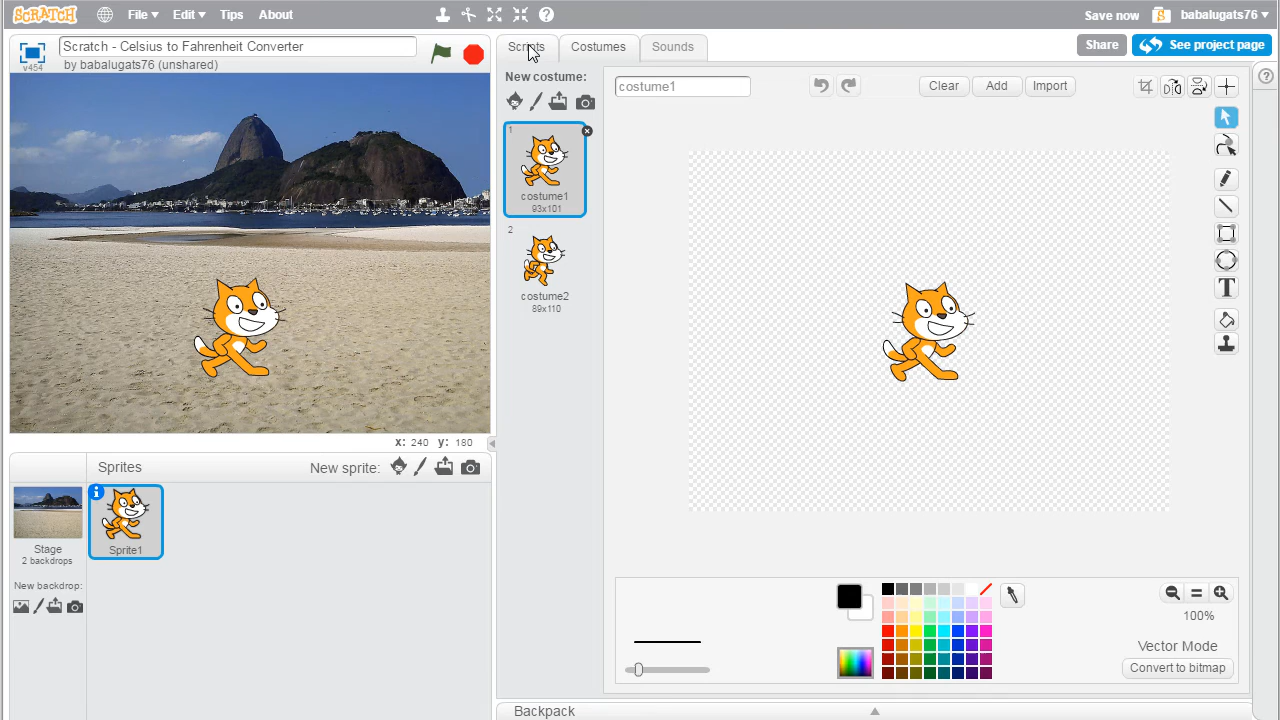 SCRATCH File Edit Tips About Save now babalugats76
v454 Scratch - Celsius to Fahrenheit Converter
by babalugats76 (unshared)
Scripts Costumes Sounds Share See project page
New costume:
costume1 Clear Add Import
1
costume1
93x101
2
costume2
89x110
x: 240 y: 180
Sprites New sprite:
Stage
2 backdrops
Sprite1
New backdrop:
T
100%
Vector Mode
Convert to bitmap
Backpack